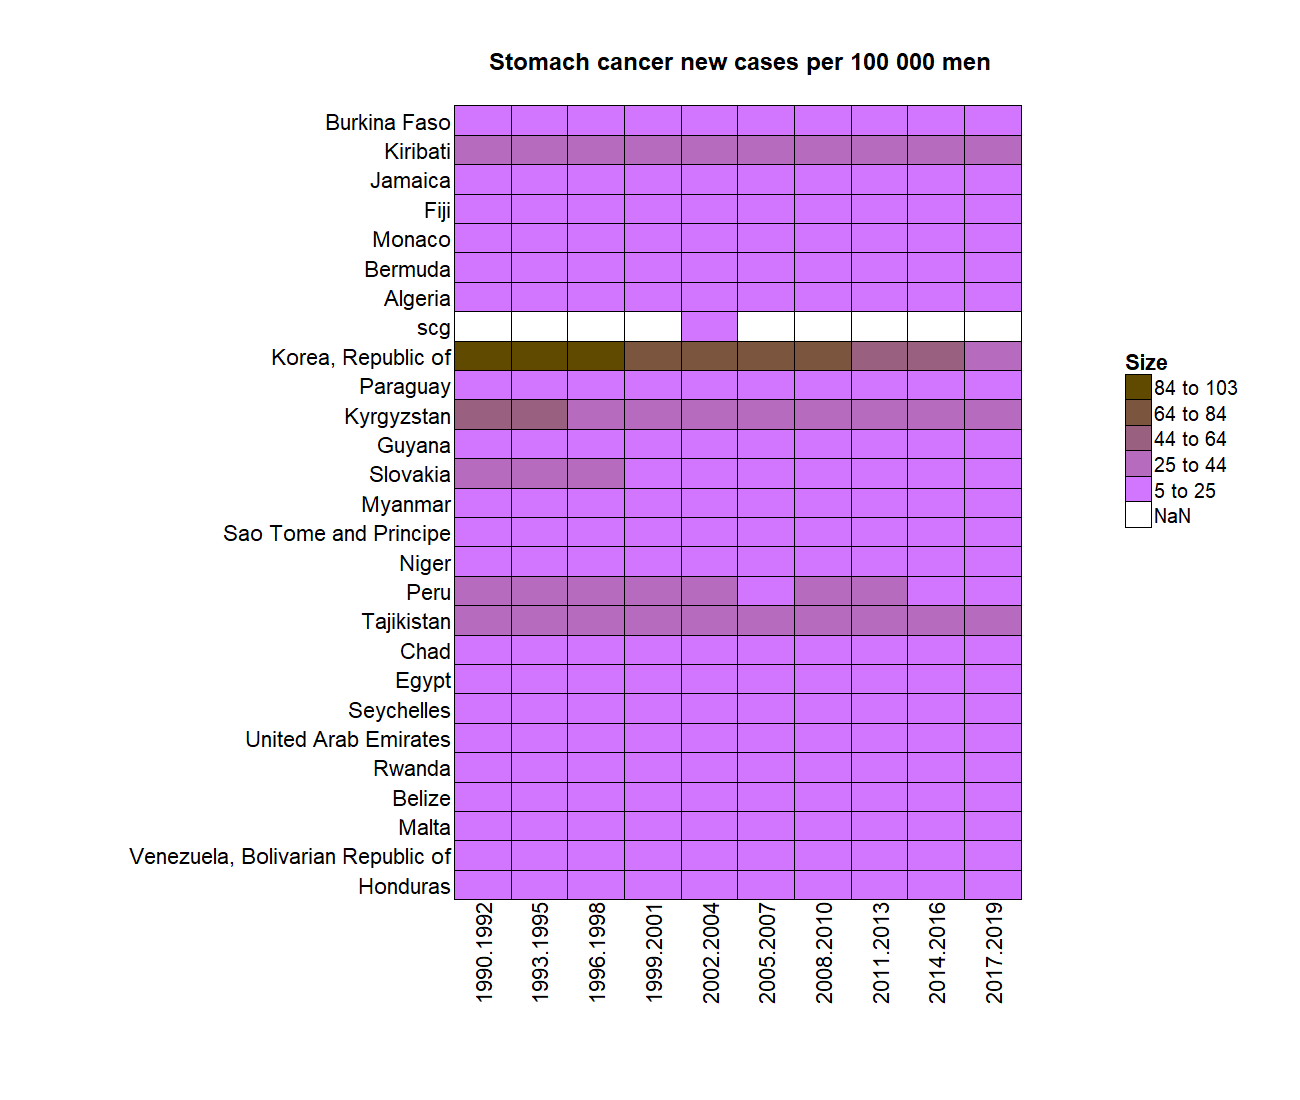 Stomach cancer new cases per 100 000 men
Burkina Faso
Kiribati
Jamaica
Fiji
Monaco
Bermuda
Algeria
scg
Korea, Republic of
Paraguay
Kyrgyzstan
Guyana
Slovakia
Myanmar
Sao Tome and Principe
Niger
Peru
Tajikistan
Chad
Egypt
Seychelles
United Arab Emirates
Rwanda
Belize
Malta
Venezuela, Bolivarian Republic of
Honduras
1990.1992
1993.1995
1996.1998
1999.2001
2002.2004
2005.2007
2008.2010
2011.2013
2014.2016
2017.2019
Size
84 to 103
64 to 84
44 to 64
25 to 44
5 to 25
NaN